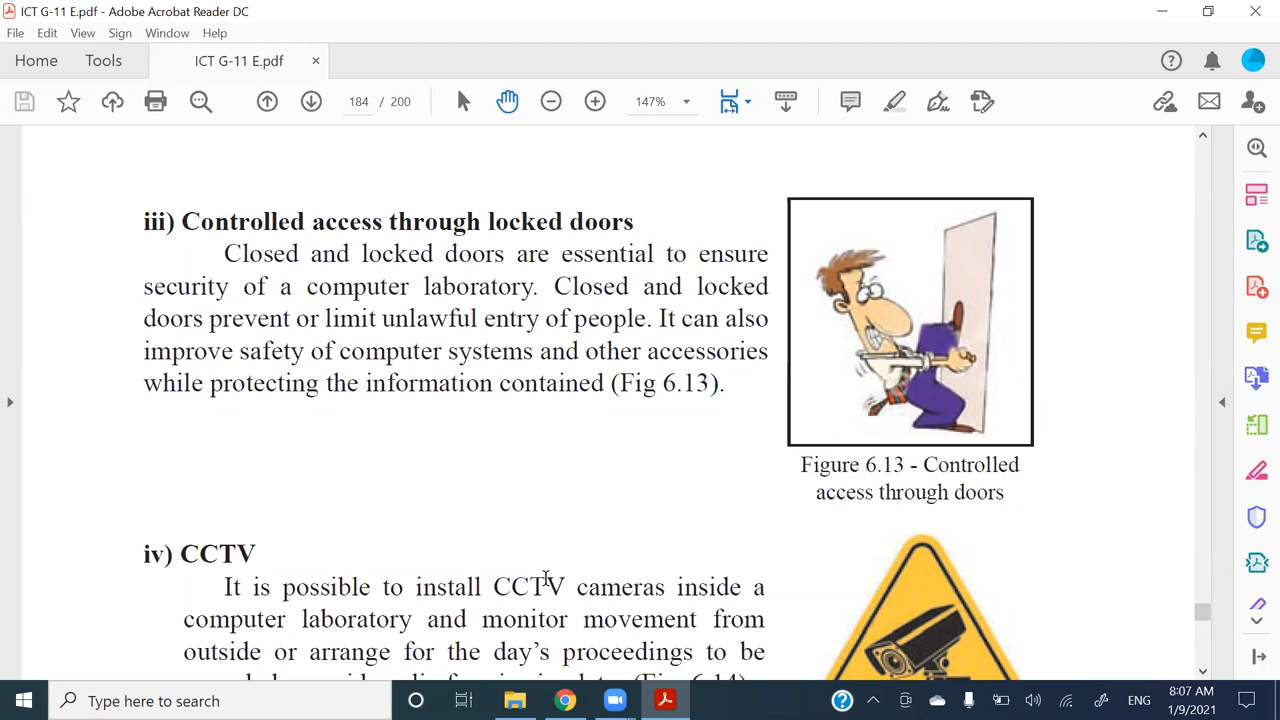 ICT G-11 E.pdf - Adobe Acrobat Reader DC
File Edit View Sign Window Help
Home Tools ICT G-11 E.pdf ×
184 / 200 147%
iii) Controlled access through locked doors
Closed and locked doors are essential to ensure
security of a computer laboratory. Closed and locked
doors prevent or limit unlawful entry of people. It can also
improve safety of computer systems and other accessories
while protecting the information contained (Fig 6.13).
Figure 6.13 - Controlled
access through doors
iv) CCTV
It is possible to install CCTV cameras inside a
computer laboratory and monitor movement from
outside or arrange for the day's proceedings to be
Type here to search
ENG
8:07 AM
1/9/2021